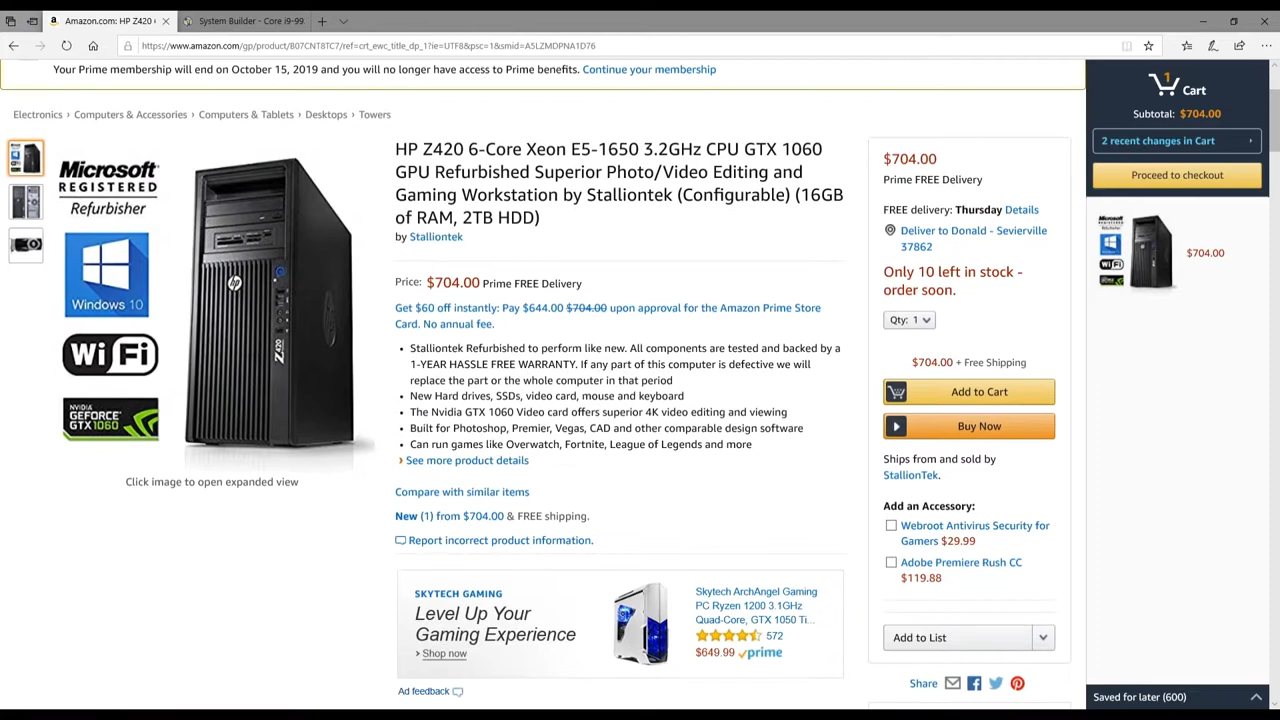 Amazon.com: HP Z420 6
System Builder - Core i9-99
https://www.amazon.com/gp/product/B07CNT8TC7/ref=crt_ewc_title_dp_1?ie=UTF8&psc=1&smid=A5LZMDPNA1D76
Your Prime membership will end on October 15, 2019 and you will no longer have access to Prime benefits. Continue your membership
Electronics › Computers & Accessories › Computers & Tablets › Desktops › Towers
Microsoft
REGISTERED
Refurbisher
Windows 10
WiFi
NVIDIA
GEFORCE
GTX1060
hp
Z420
Click image to open expanded view
HP Z420 6-Core Xeon E5-1650 3.2GHz CPU GTX 1060
GPU Refurbished Superior Photo/Video Editing and
Gaming Workstation by Stalliontek (Configurable) (16GB
of RAM, 2TB HDD)
by Stalliontek
Price: $704.00 Prime FREE Delivery
Get $60 off instantly: Pay $644.00 $704.00 upon approval for the Amazon Prime Store
Card. No annual fee.
• Stalliontek Refurbished to perform like new. All components are tested and backed by a
1-YEAR HASSLE FREE WARRANTY. If any part of this computer is defective we will
replace the part or the whole computer in that period
• New Hard drives, SSDs, video card, mouse and keyboard
• The Nvidia GTX 1060 Video card offers superior 4K video editing and viewing
• Built for Photoshop, Premier, Vegas, CAD and other comparable design software
• Can run games like Overwatch, Fortnite, League of Legends and more
› See more product details
Compare with similar items
New (1) from $704.00 & FREE shipping.
Report incorrect product information.
SKYTECH GAMING
Level Up Your
Gaming Experience
› Shop now
Skytech ArchAngel Gaming
PC Ryzen 1200 3.1GHz
Quad-Core, GTX 1050 Ti...
572
$649.99 prime
Ad feedback
$704.00
Prime FREE Delivery
FREE delivery: Thursday Details
Deliver to Donald - Sevierville
37862
Only 10 left in stock -
order soon.
Qty: 1
$704.00 + Free Shipping
Add to Cart
Buy Now
Ships from and sold by
StallionTek.
Add an Accessory:
Webroot Antivirus Security for
Gamers $29.99
Adobe Premiere Rush CC
$119.88
Add to List
Share
1
Cart
Subtotal: $704.00
2 recent changes in Cart
Proceed to checkout
$704.00
Saved for later (600)